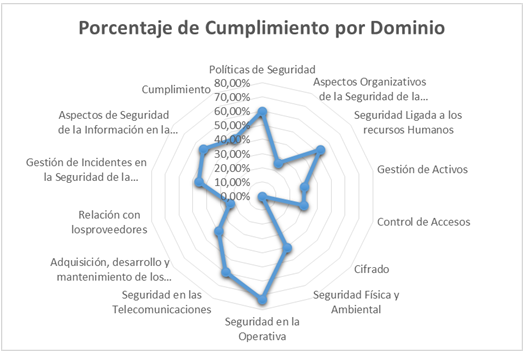 Porcentaje de Cumplimiento por Dominio
Políticas de Seguridad
80,00%
70,00%
60,00%
50,00%
40,00%
30,00%
20,00%
10,00%
0,00%
Aspectos Organizativos
de la Seguridad de la…
Seguridad Ligada a los
recursos Humanos
Gestión de Activos
Control de Accesos
Cifrado
Seguridad Física y
Ambiental
Seguridad en la
Operativa
Seguridad en las
Telecomunicaciones
Adquisición, desarrollo y
mantenimiento de los…
Relación con
losproveedores
Gestión de Incidentes en
la Seguridad de la…
Aspectos de Seguridad
de la Información en la…
Cumplimiento